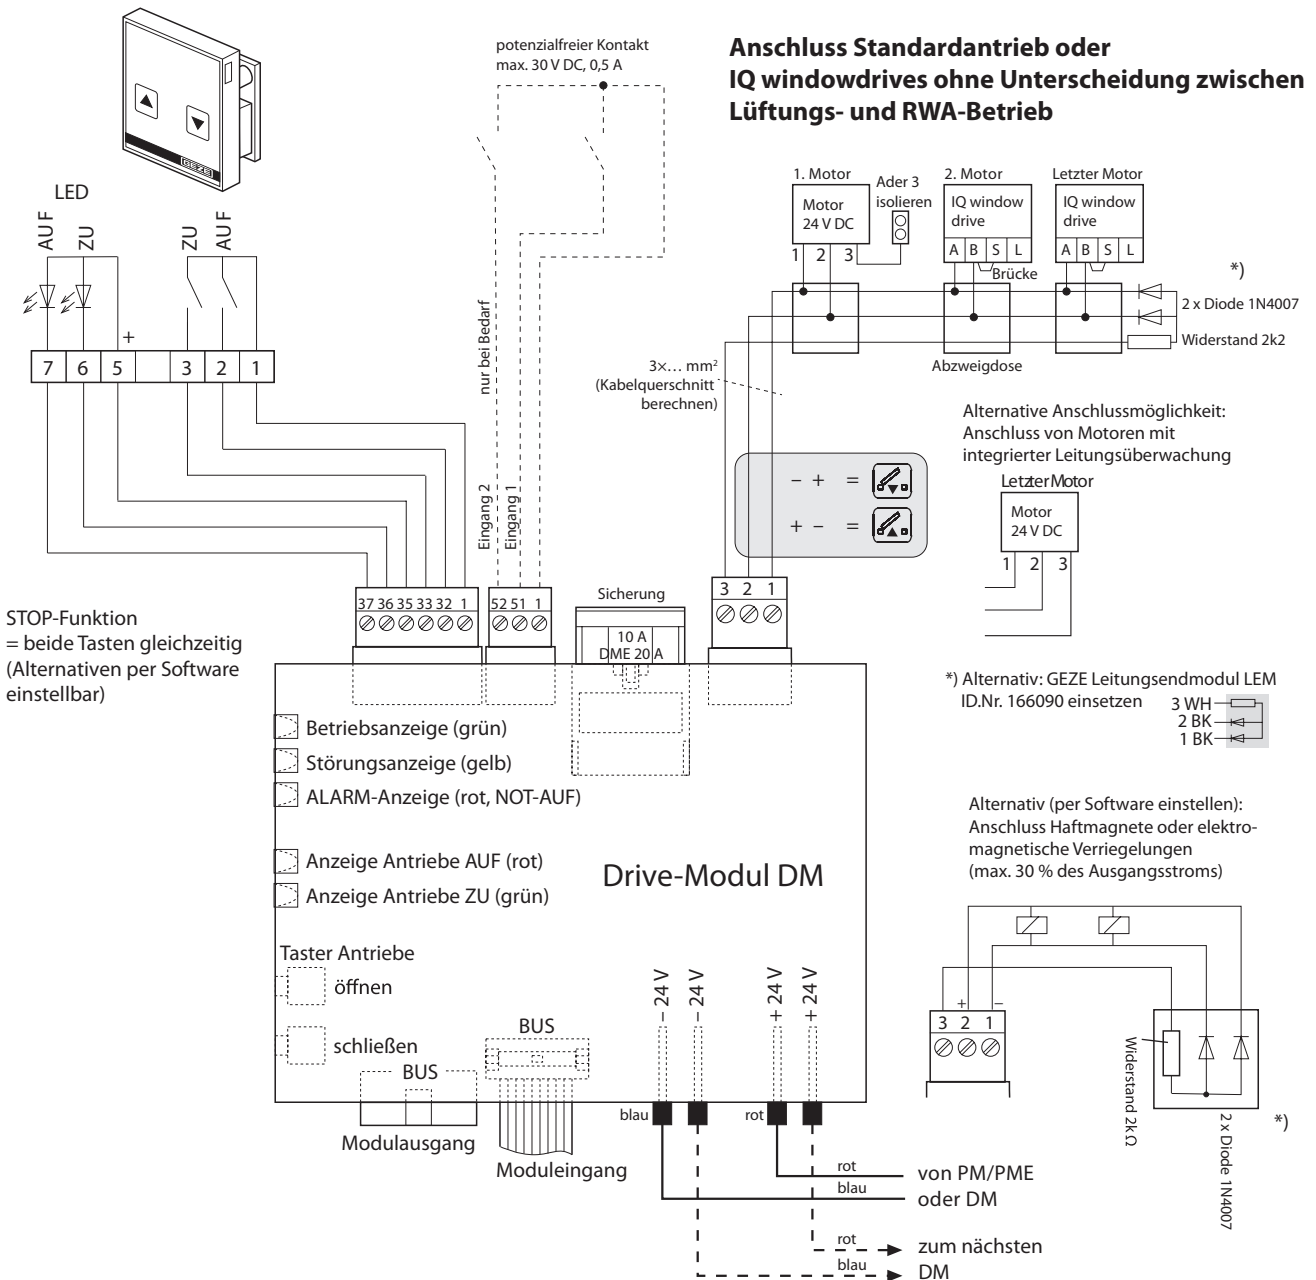 potenzialfreier Kontakt
max. 30 V DC, 0,5 A
Anschluss Standardantrieb oder
IQ windowdrives ohne Unterscheidung zwischen
Lüftungs- und RWA-Betrieb
GEZE
LED
AUF
ZU
ZU
AUF
+
7 6 5 3 2 1
nur bei Bedarf
Eingang 2
Eingang 1
1. Motor
Motor
24 V DC
1 2 3
Ader 3
isolieren
2. Motor
IQ window
drive
A B S L
Brücke
Letzter Motor
IQ window
drive
A B S L
*)
2 x Diode 1N4007
Widerstand 2k2
Abzweigdose
3×... mm²
(Kabelquerschnitt
berechnen)
– + =
+ – =
Alternative Anschlussmöglichkeit:
Anschluss von Motoren mit
integrierter Leitungsüberwachung
Letzter Motor
Motor
24 V DC
1 2 3
STOP-Funktion
= beide Tasten gleichzeitig
(Alternativen per Software
einstellbar)
37 36 35 33 32 1
52 51 1
Sicherung
10 A
DME 20 A
3 2 1
*) Alternativ: GEZE Leitungsendmodul LEM
ID.Nr. 166090 einsetzen
3 WH
2 BK
1 BK
Betriebsanzeige (grün)
Störungsanzeige (gelb)
ALARM-Anzeige (rot, NOT-AUF)
Anzeige Antriebe AUF (rot)
Anzeige Antriebe ZU (grün)
Drive-Modul DM
Taster Antriebe
öffnen
schließen
BUS
Modulausgang
BUS
Moduleingang
– 24 V
– 24 V
+ 24 V
+ 24 V
blau
rot
rot
blau
von PM/PME
oder DM
rot
blau
zum nächsten
DM
Alternativ (per Software einstellen):
Anschluss Haftmagnete oder elektro-
magnetische Verriegelungen
(max. 30 % des Ausgangsstroms)
+ –
3 2 1
Widerstand 2k Ω
2 x Diode 1N4007
*)